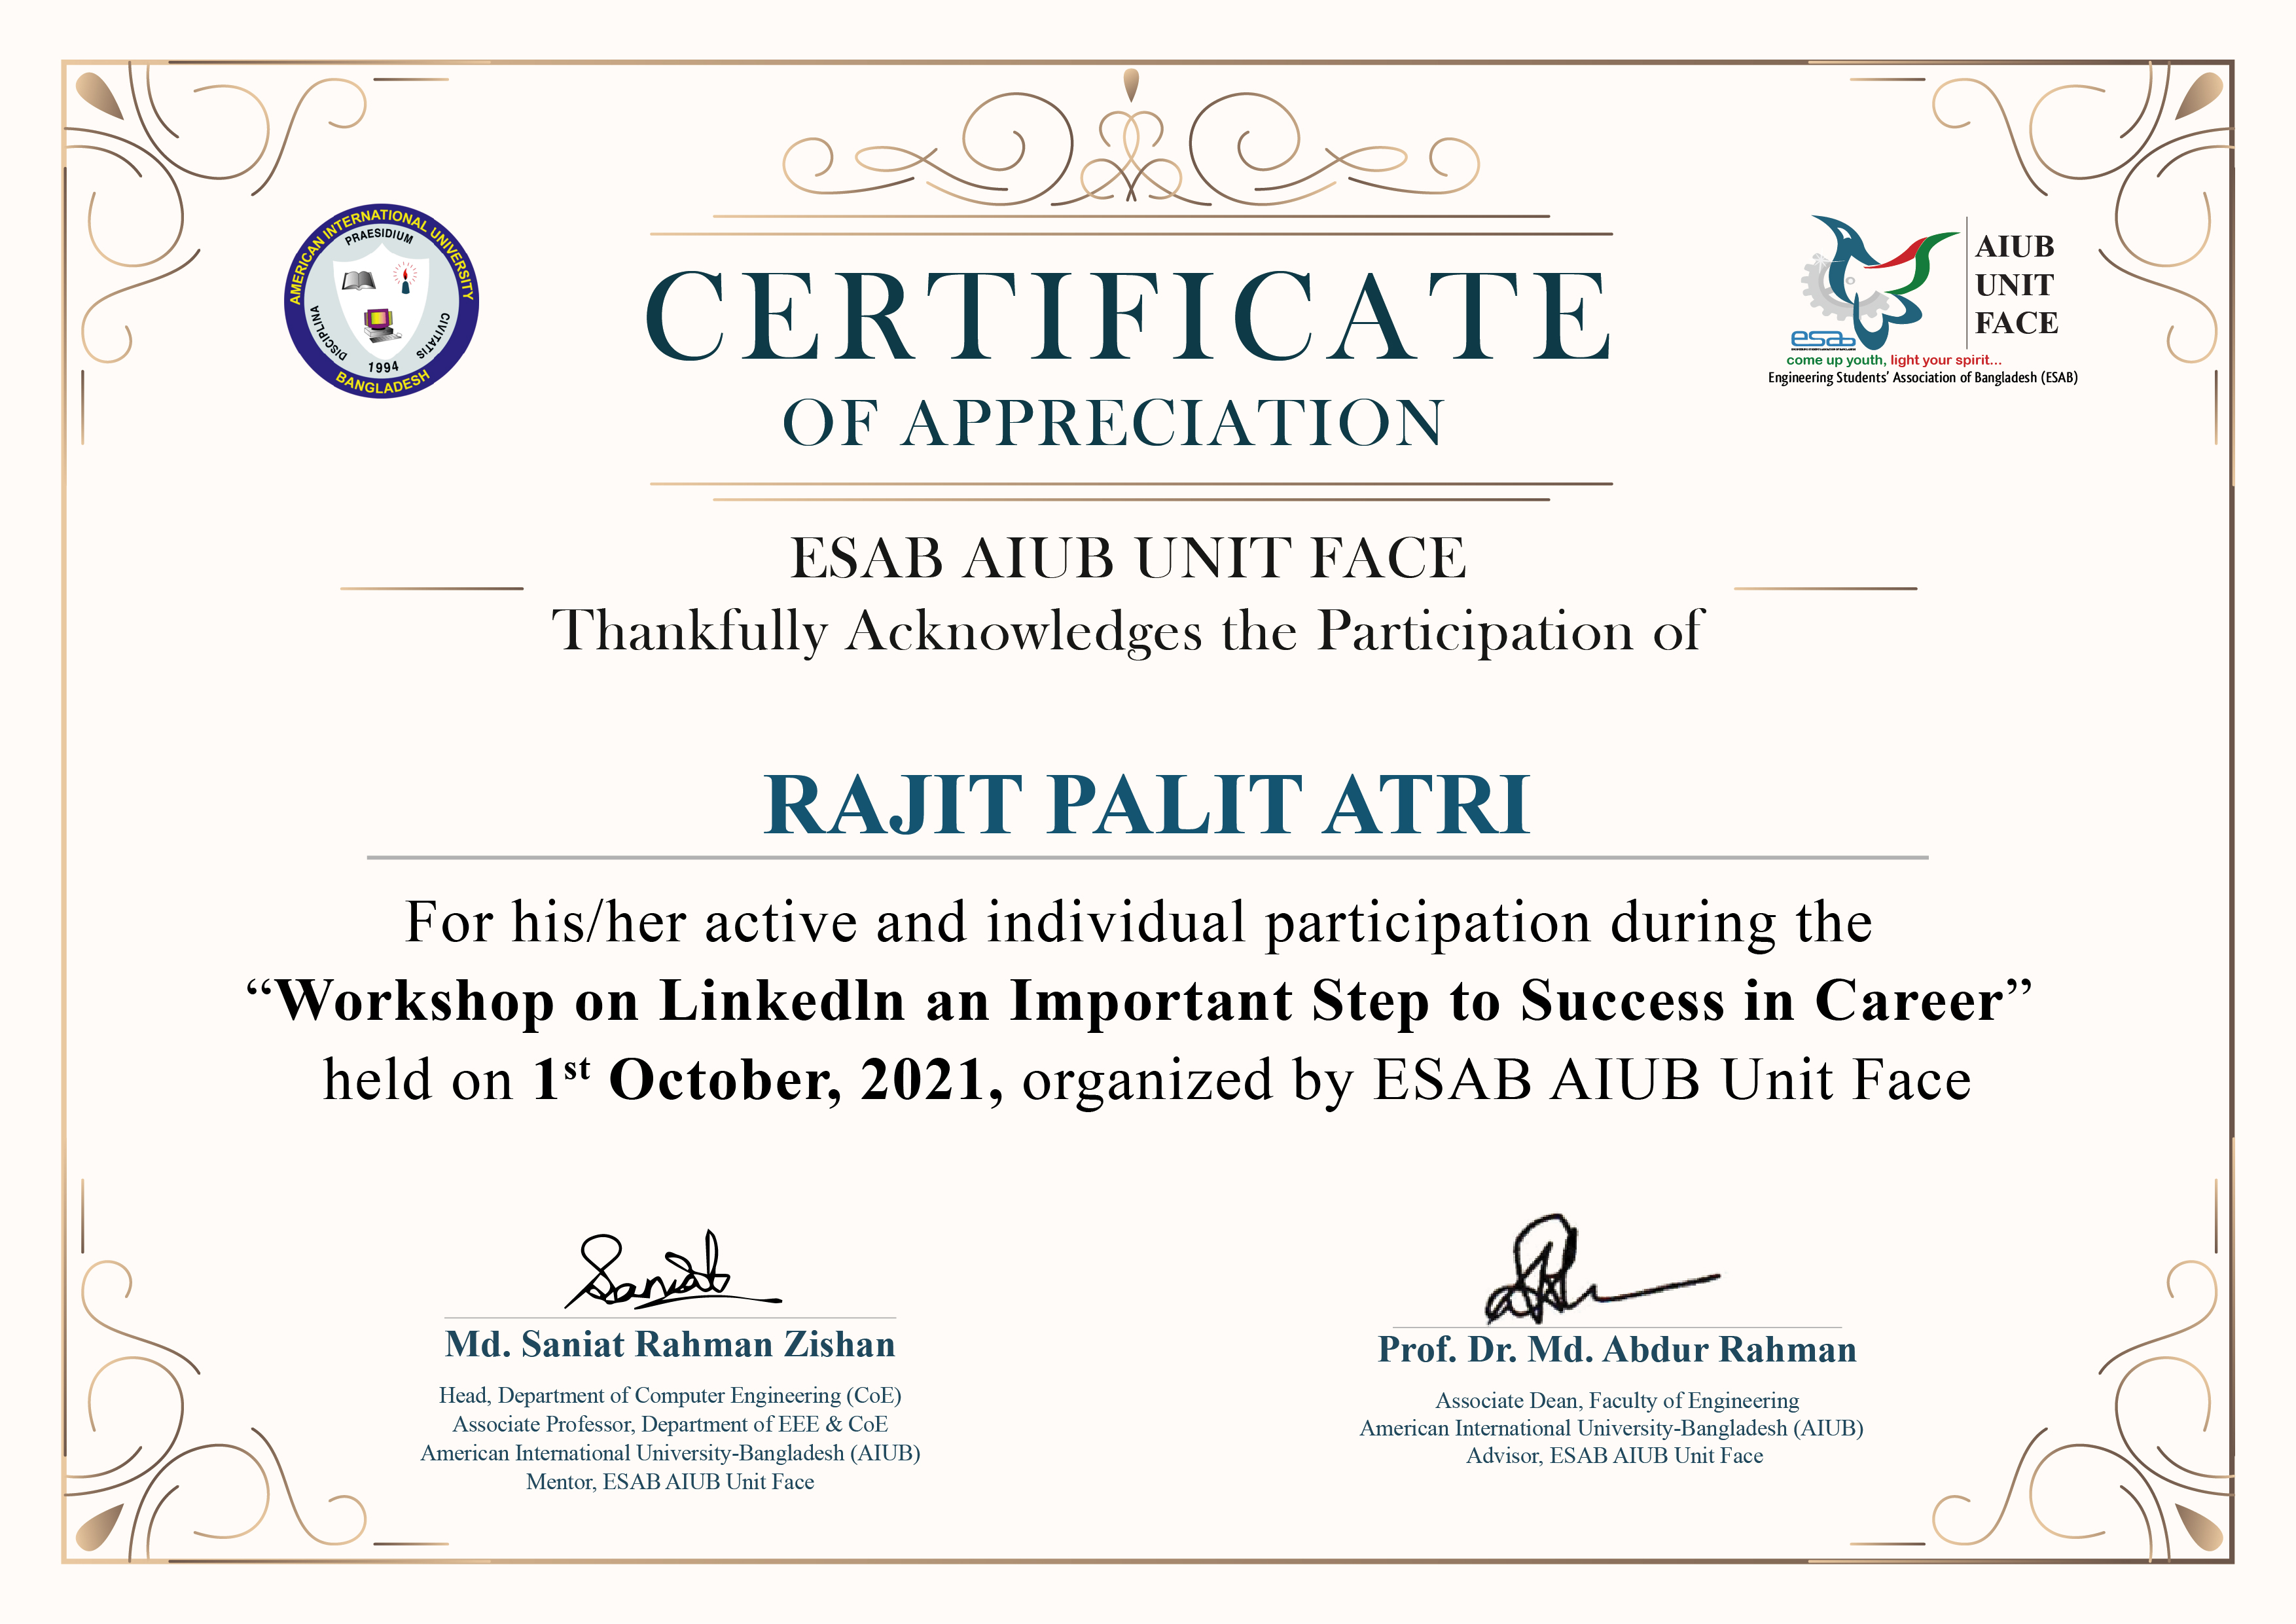 AMERICAN INTERNATIONAL UNIVERSITY
PRAESIDIUM
DISCIPLINA
CIVITATIS
1994
BANGLADESH
CERTIFICATE
OF APPRECIATION
AIUB
UNIT
FACE
esab
come up youth, light your spirit...
Engineering Students' Association of Bangladesh (ESAB)
ESAB AIUB UNIT FACE
Thankfully Acknowledges the Participation of
RAJIT PALIT ATRI
For his/her active and individual participation during the
“Workshop on LinkedIn an Important Step to Success in Career”
held on 1st October, 2021, organized by ESAB AIUB Unit Face
Saniat
Md. Saniat Rahman Zishan
Head, Department of Computer Engineering (CoE)
Associate Professor, Department of EEE & CoE
American International University-Bangladesh (AIUB)
Mentor, ESAB AIUB Unit Face
Prof. Dr. Md. Abdur Rahman
Associate Dean, Faculty of Engineering
American International University-Bangladesh (AIUB)
Advisor, ESAB AIUB Unit Face